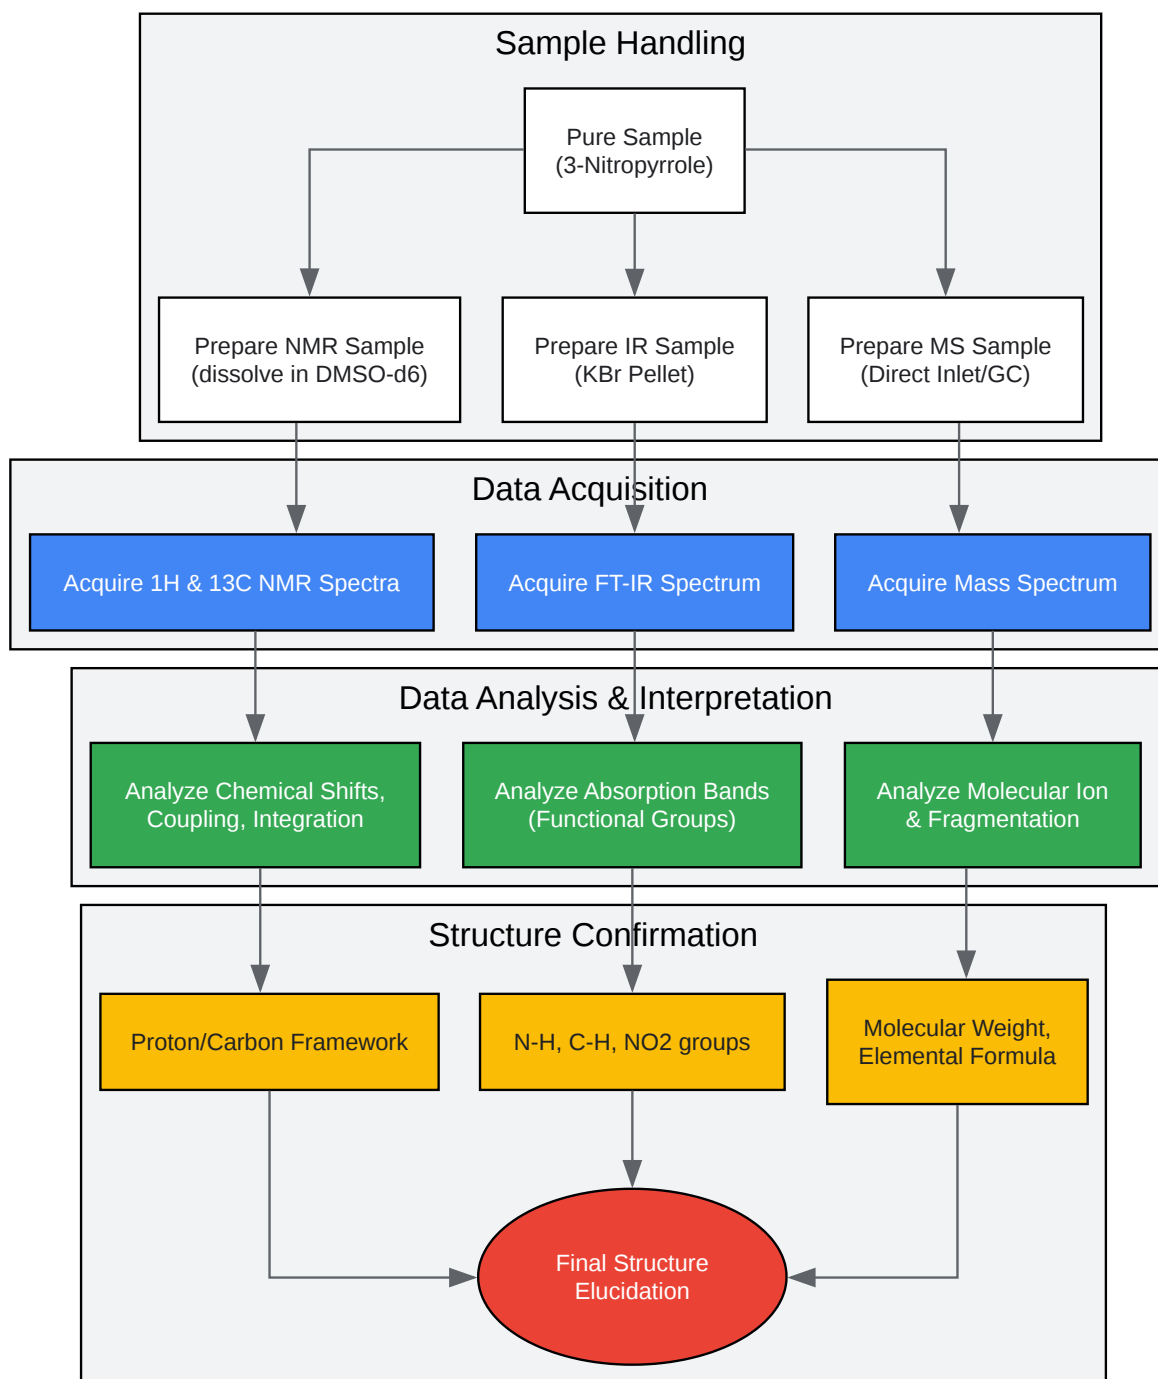 Sample Handling
Pure Sample
(3-Nitropyrrole)
Prepare NMR Sample
(dissolve in DMSO-d6)
Prepare IR Sample
(KBr Pellet)
Prepare MS Sample
(Direct Inlet/GC)
Data Acquisition
Acquire 1H & 13C NMR Spectra
Acquire FT-IR Spectrum
Acquire Mass Spectrum
Data Analysis & Interpretation
Analyze Chemical Shifts,
Coupling, Integration
Analyze Absorption Bands
(Functional Groups)
Analyze Molecular Ion
& Fragmentation
Structure Confirmation
Proton/Carbon Framework
N-H, C-H, NO2 groups
Molecular Weight,
Elemental Formula
Final Structure
Elucidation